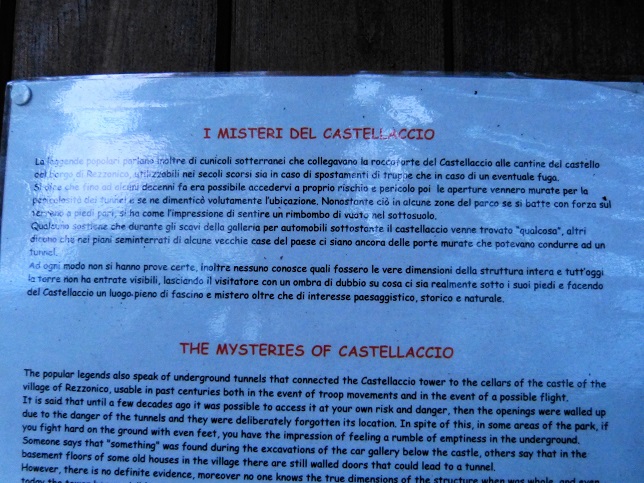 I MISTERI DEL CASTELLACCIO
La leggende popolari parlano inoltre di cunicoli sotterranei che collegavano la roccaforte del Castellaccio alle cantine del castello
del borgo di Rezzonico, utilizzabili nei secoli scorsi sia in caso di spostamenti di truppe che in caso di un eventuale fuga.
Si dice che fino ad alcuni decenni fa era possibile accedervi a proprio rischio e pericolo poi le aperture vennero murate per la
pericolosità dei tunnel e se ne dimenticò volutamente l'ubicazione. Nonostante ciò in alcune zone del parco se si batte con forza sul
terreno a piedi pari, si ha come l'impressione di sentire un rimbombo di vuoto nel sottosuolo.
Qualcuno sostiene che durante gli scavi della galleria per automobili sottostante il castellaccio venne trovato "qualcosa", altri
dicono che nei piani seminterrati di alcune vecchie case del paese ci siano ancora delle porte murate che potevano condurre ad un
tunnel.
Ad ogni modo non si hanno prove certe, inoltre nessuno conosce quali fossero le vere dimensioni della struttura intera e tutt'oggi
la torre non ha entrate visibili, lasciando il visitatore con un ombra di dubbio su cosa ci sia realmente sotto i suoi piedi e facendo
del Castellaccio un luogo pieno di fascino e mistero oltre che di interesse paesaggistico, storico e naturale.
THE MYSTERIES OF CASTELLACCIO
The popular legends also speak of underground tunnels that connected the Castellaccio tower to the cellars of the castle of the
village of Rezzonico, usable in past centuries both in the event of troop movements and in the event of a possible flight.
It is said that until a few decades ago it was possible to access it at your own risk and danger, then the openings were walled up
due to the danger of the tunnels and they were deliberately forgotten its location. In spite of this, in some areas of the park, if
you fight hard on the ground with even feet, you have the impression of feeling a rumble of emptiness in the underground.
Someone says that "something" was found during the excavations of the car gallery below the castle, others say that in the
basement floors of some old houses in the village there are still walled doors that could lead to a tunnel.
However, there is no definite evidence, moreover no one knows the true dimensions of the structure when was whole, and even
today the tower